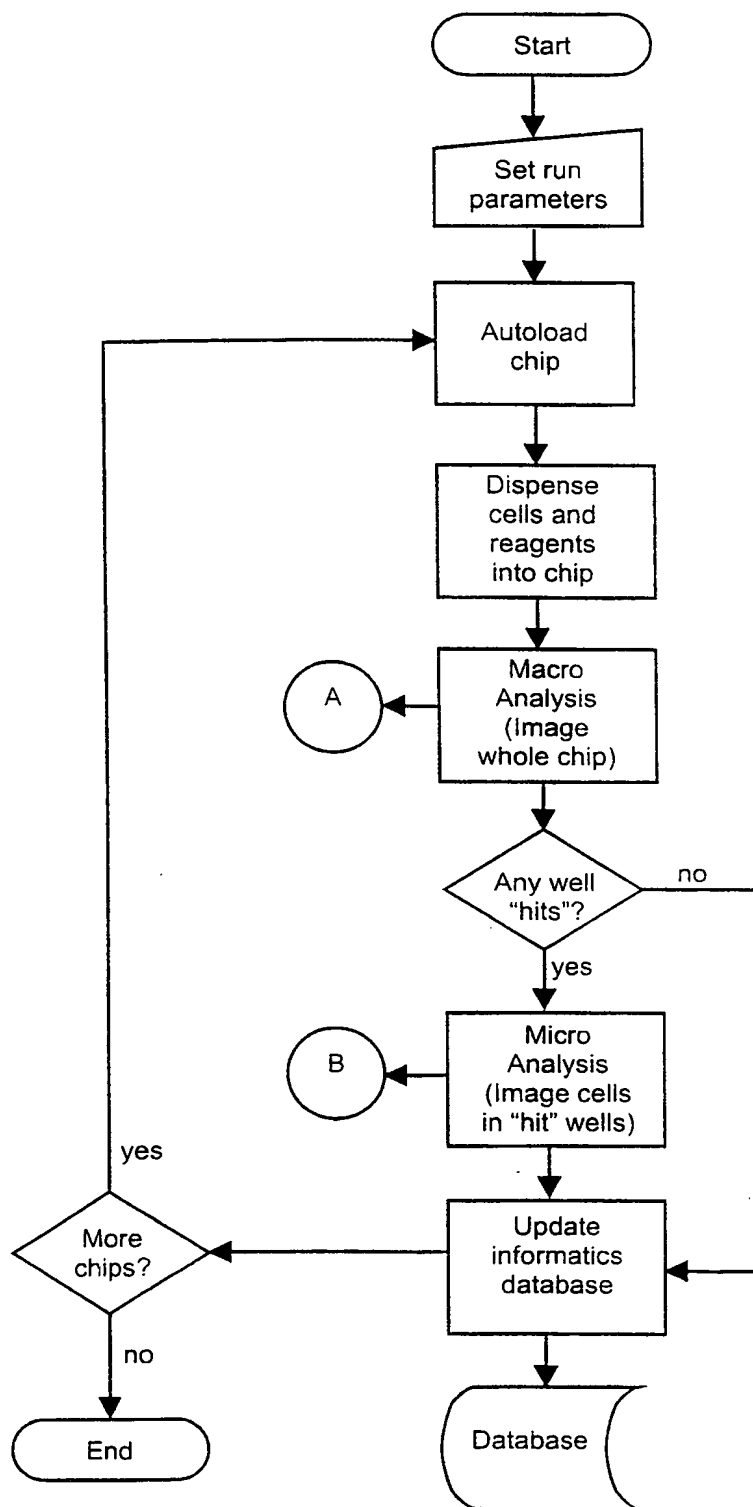 Start
Set run
parameters
Autoload
chip
Dispense
cells and
reagents
into chip
Macro
Analysis
(Image
whole chip)
A
Any well
“hits”?
no
yes
Micro
Analysis
(Image cells
in “hit” wells)
B
yes
Update
informatics
database
More
chips?
no
End
Database